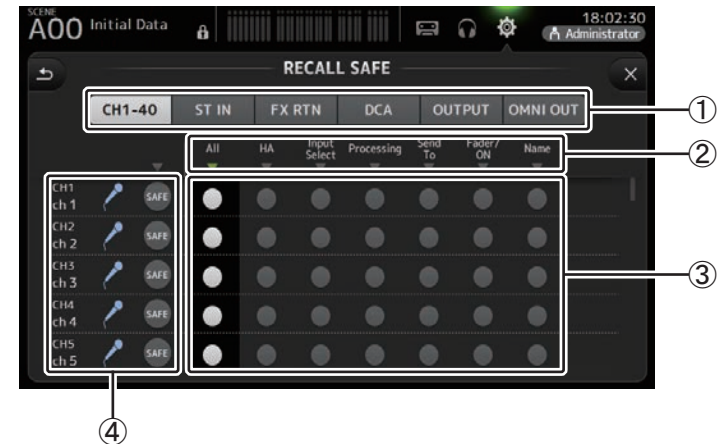 SCENE
A00 Initial Data
18:02:30
Administrator
RECALL SAFE
CH1-40 ST IN FX RTN DCA OUTPUT OMNI OUT
①
All HA Input Select Processing Send To Fader/ON Name
②
CH1
ch 1 SAFE
CH2
ch 2 SAFE
CH3
ch 3 SAFE
③
CH4
ch 4 SAFE
CH5
ch 5 SAFE
④